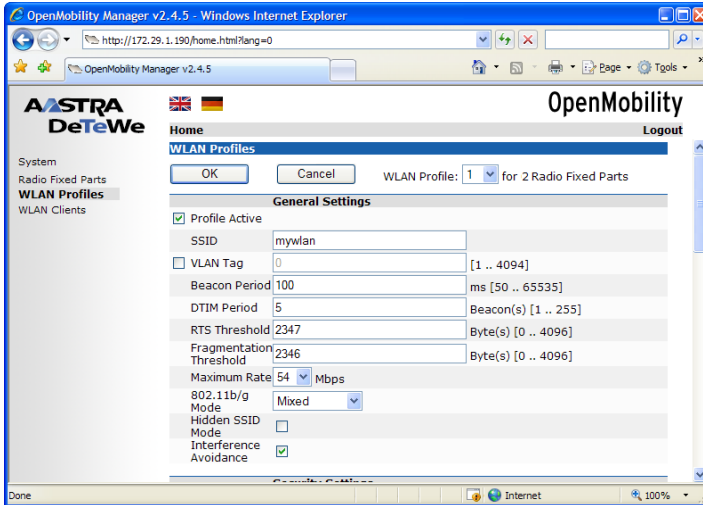 OpenMobility Manager v2.4.5 - Windows Internet Explorer
http://172.29.1.190/home.html?lang=0
OpenMobility Manager v2.4.5
Page
Tools
AASTRA
DeTeWe
OpenMobility
Home
Logout
System
Radio Fixed Parts
WLAN Profiles
WLAN Clients
WLAN Profiles
OK Cancel WLAN Profile: 1 for 2 Radio Fixed Parts
General Settings
Profile Active
SSID mywlan
VLAN Tag 0 [1 .. 4094]
Beacon Period 100 ms [50 .. 65535]
DTIM Period 5 Beacon(s) [1 .. 255]
RTS Threshold 2347 Byte(s) [0 .. 4096]
Fragmentation
Threshold 2346 Byte(s) [0 .. 4096]
Maximum Rate 54 Mbps
802.11b/g
Mode Mixed
Hidden SSID
Mode
Interference
Avoidance
Security Settings
Done Internet 100%